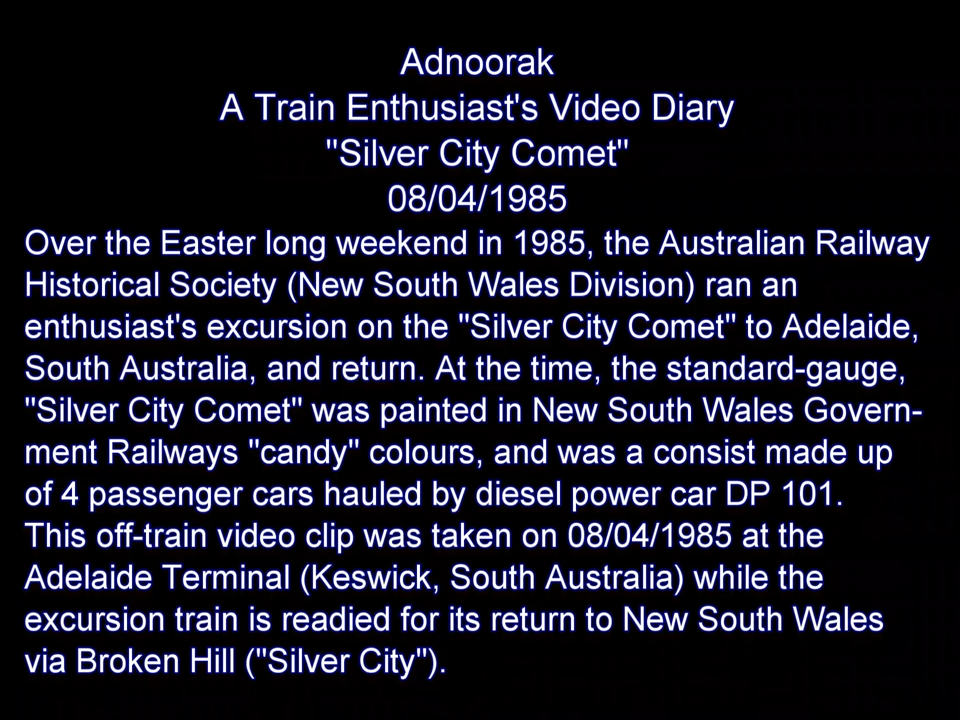 Adnoorak
A Train Enthusiast's Video Diary
"Silver City Comet"
08/04/1985
Over the Easter long weekend in 1985, the Australian Railway
Historical Society (New South Wales Division) ran an
enthusiast's excursion on the "Silver City Comet" to Adelaide,
South Australia, and return. At the time, the standard-gauge,
"Silver City Comet" was painted in New South Wales Govern-
ment Railways "candy" colours, and was a consist made up
of 4 passenger cars hauled by diesel power car DP 101.
This off-train video clip was taken on 08/04/1985 at the
Adelaide Terminal (Keswick, South Australia) while the
excursion train is readied for its return to New South Wales
via Broken Hill ("Silver City").